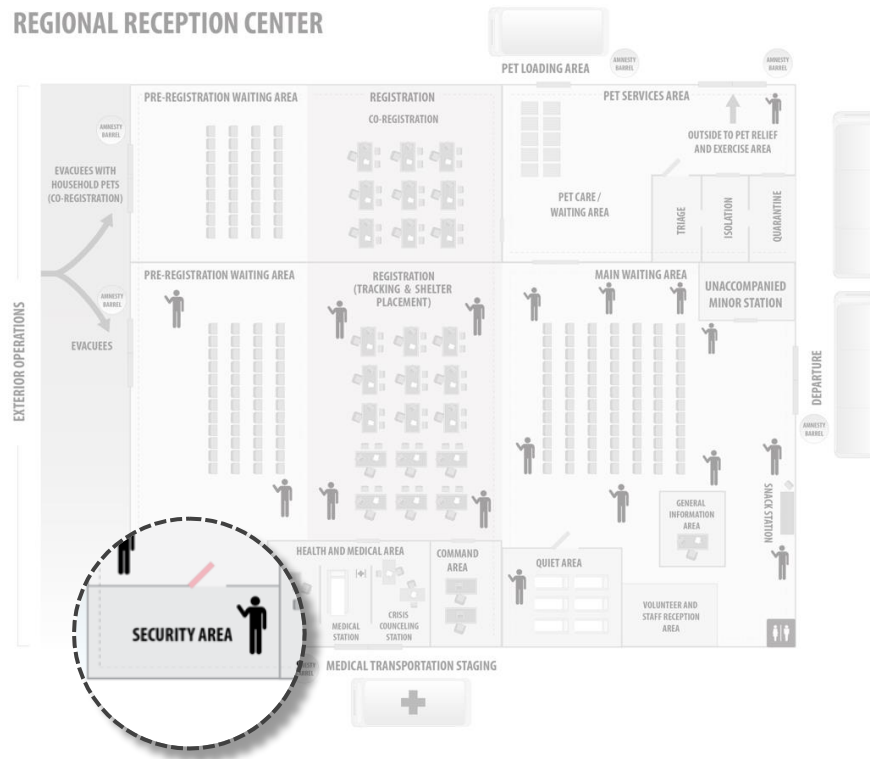 REGIONAL RECEPTION CENTER
PET LOADING AREA
AMNESTY
BARREL
AMNESTY
BARREL
PRE-REGISTRATION WAITING AREA
REGISTRATION
CO-REGISTRATION
PET SERVICES AREA
OUTSIDE TO PET RELIEF
AND EXERCISE AREA
AMNESTY
BARREL
EVACUEES WITH
HOUSEHOLD PETS
(CO-REGISTRATION)
PET CARE /
WAITING AREA
TRIAGE
ISOLATION
QUARANTINE
PRE-REGISTRATION WAITING AREA
REGISTRATION
(TRACKING & SHELTER
PLACEMENT)
MAIN WAITING AREA
UNACCOMPANIED
MINOR STATION
AMNESTY
BARREL
EVACUEES
EXTERIOR OPERATIONS
DEPARTURE
AMNESTY
BARREL
SNACK STATION
GENERAL
INFORMATION
AREA
HEALTH AND MEDICAL AREA
COMMAND
AREA
QUIET AREA
MEDICAL
STATION
CRISIS
COUNCELING
STATION
VOLUNTEER AND
STAFF RECEPTION
AREA
SECURITY AREA
MEDICAL TRANSPORTATION STAGING